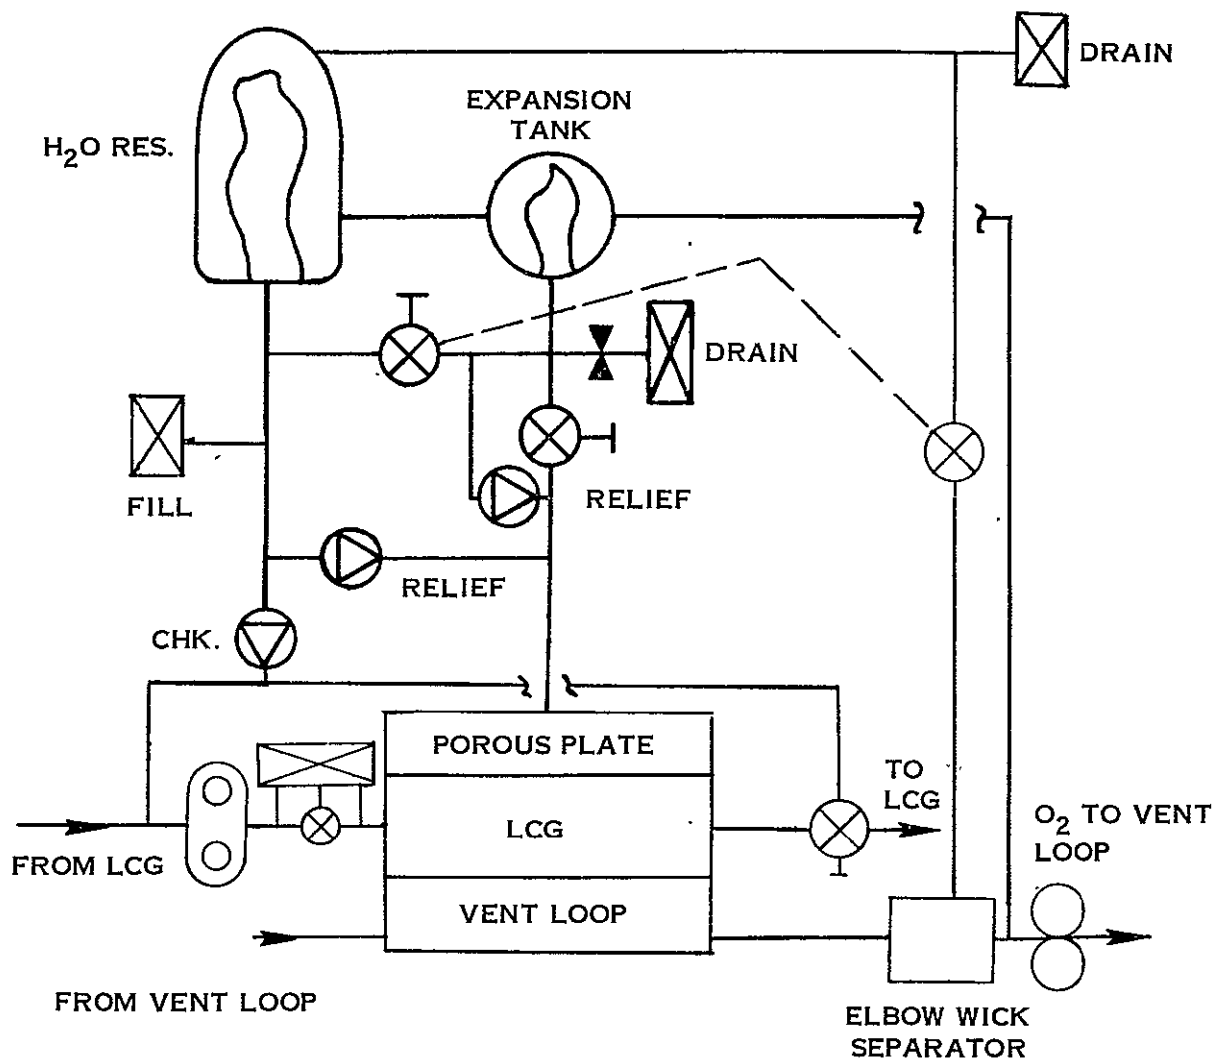 DRAIN
EXPANSION
TANK
H₂O RES.
DRAIN
FILL
RELIEF
RELIEF
CHK.
POROUS PLATE
TO
LCG
LCG
O₂ TO VENT
LOOP
FROM LCG
VENT LOOP
FROM VENT LOOP
ELBOW WICK
SEPARATOR